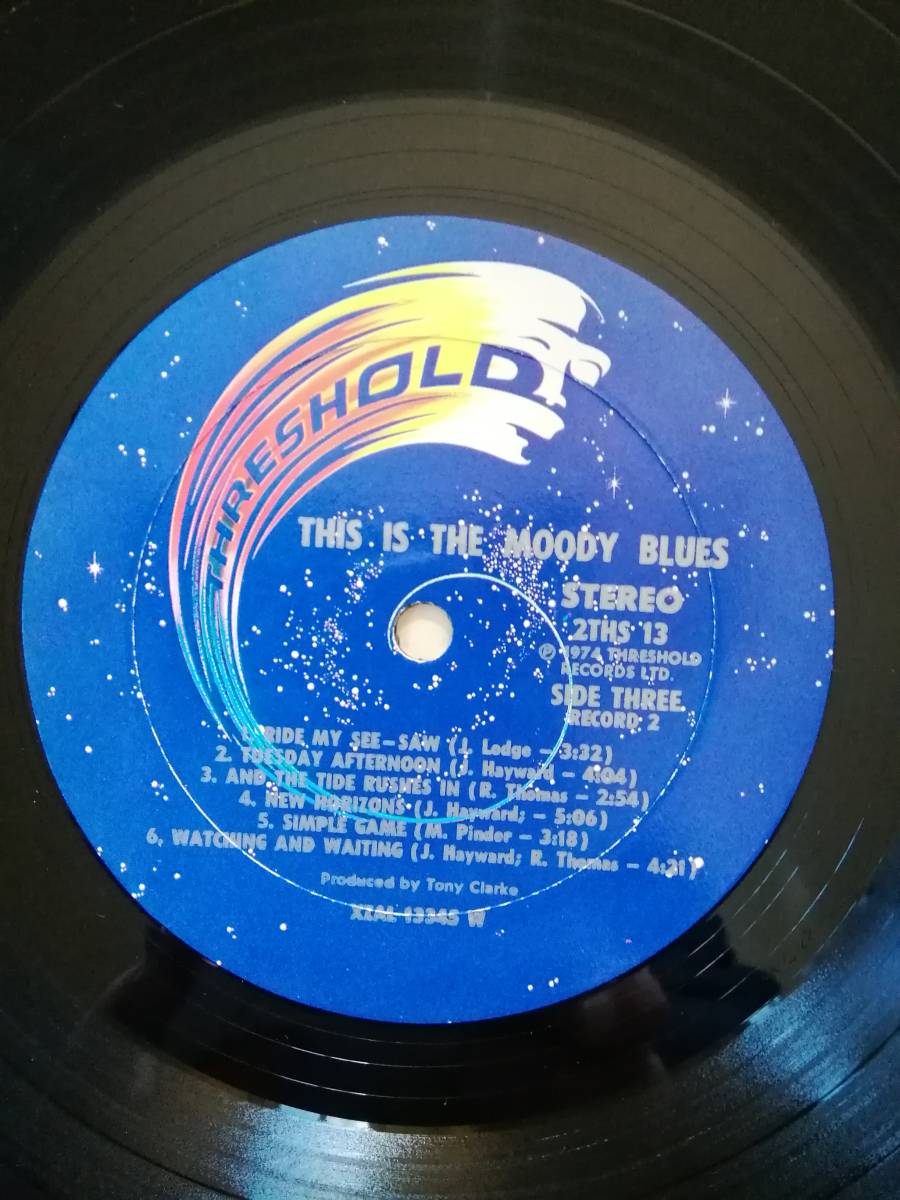 THRESHOLD
THIS IS THE MOODY BLUES
STEREO
2THS 13
℗ 1974 THRESHOLD
RECORDS LTD.
SIDE THREE
RECORD 2
1. RIDE MY SEE-SAW (J. Lodge - 3:32)
2. TUESDAY AFTERNOON (J. Hayward - 4:04)
3. AND THE TIDE RUSHES IN (R. Thomas - 2:54)
4. NEW HORIZONS (J. Hayward; - 5:06)
5. SIMPLE GAME (M. Pinder - 3:18)
6. WATCHING AND WAITING (J. Hayward; R. Thomas - 4:21)
Produced by Tony Clarke
XZAL 13345 W